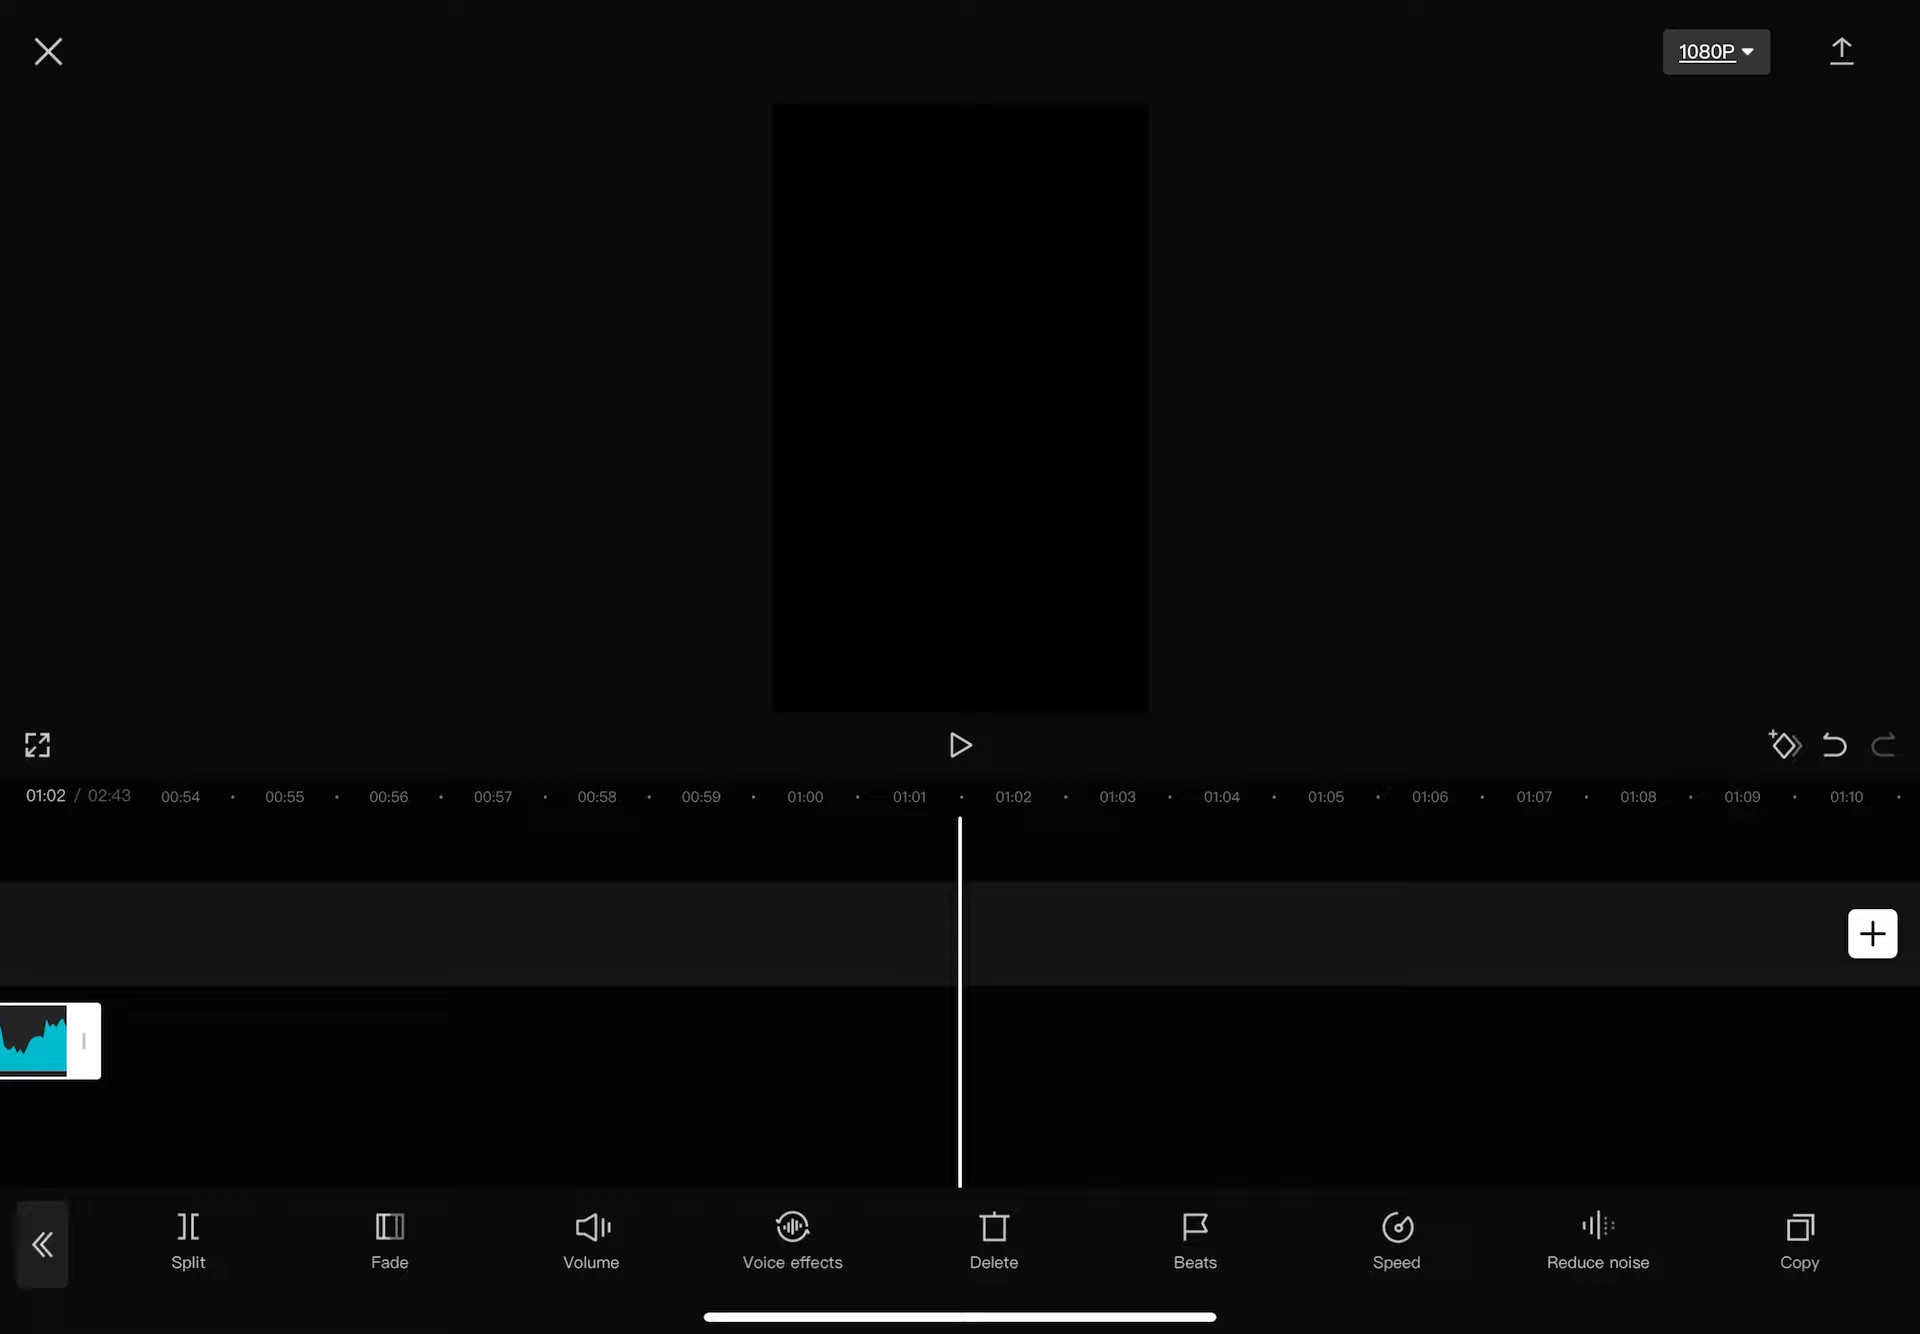 1080P
01:02 / 02:43 00:54 00:55 00:56 00:57 00:58 00:59 01:00 01:01 01:02 01:03 01:04 01:05 01:06 01:07 01:08 01:09 01:10
Split Fade Volume Voice effects Delete Beats Speed Reduce noise Copy